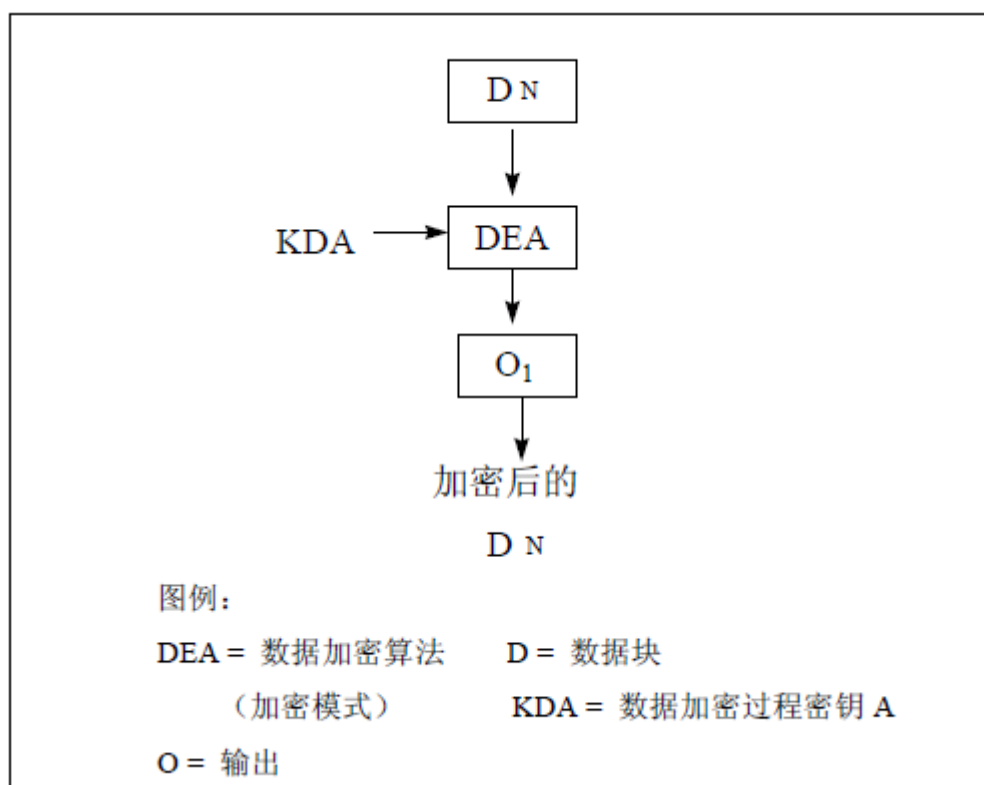 D N
KDA
DEA
O₁
加密后的
D N
图例：
DEA = 数据加密算法 D = 数据块
（加密模式） KDA = 数据加密过程密钥 A
O = 输出